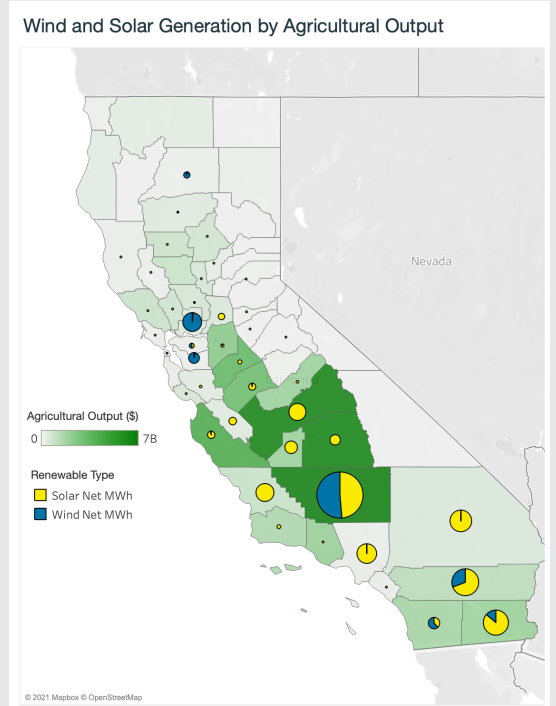 Wind and Solar Generation by Agricultural Output
Nevada
Agricultural Output ($)
0 7B
Renewable Type
Solar Net MWh
Wind Net MWh
© 2021 Mapbox © OpenStreetMap